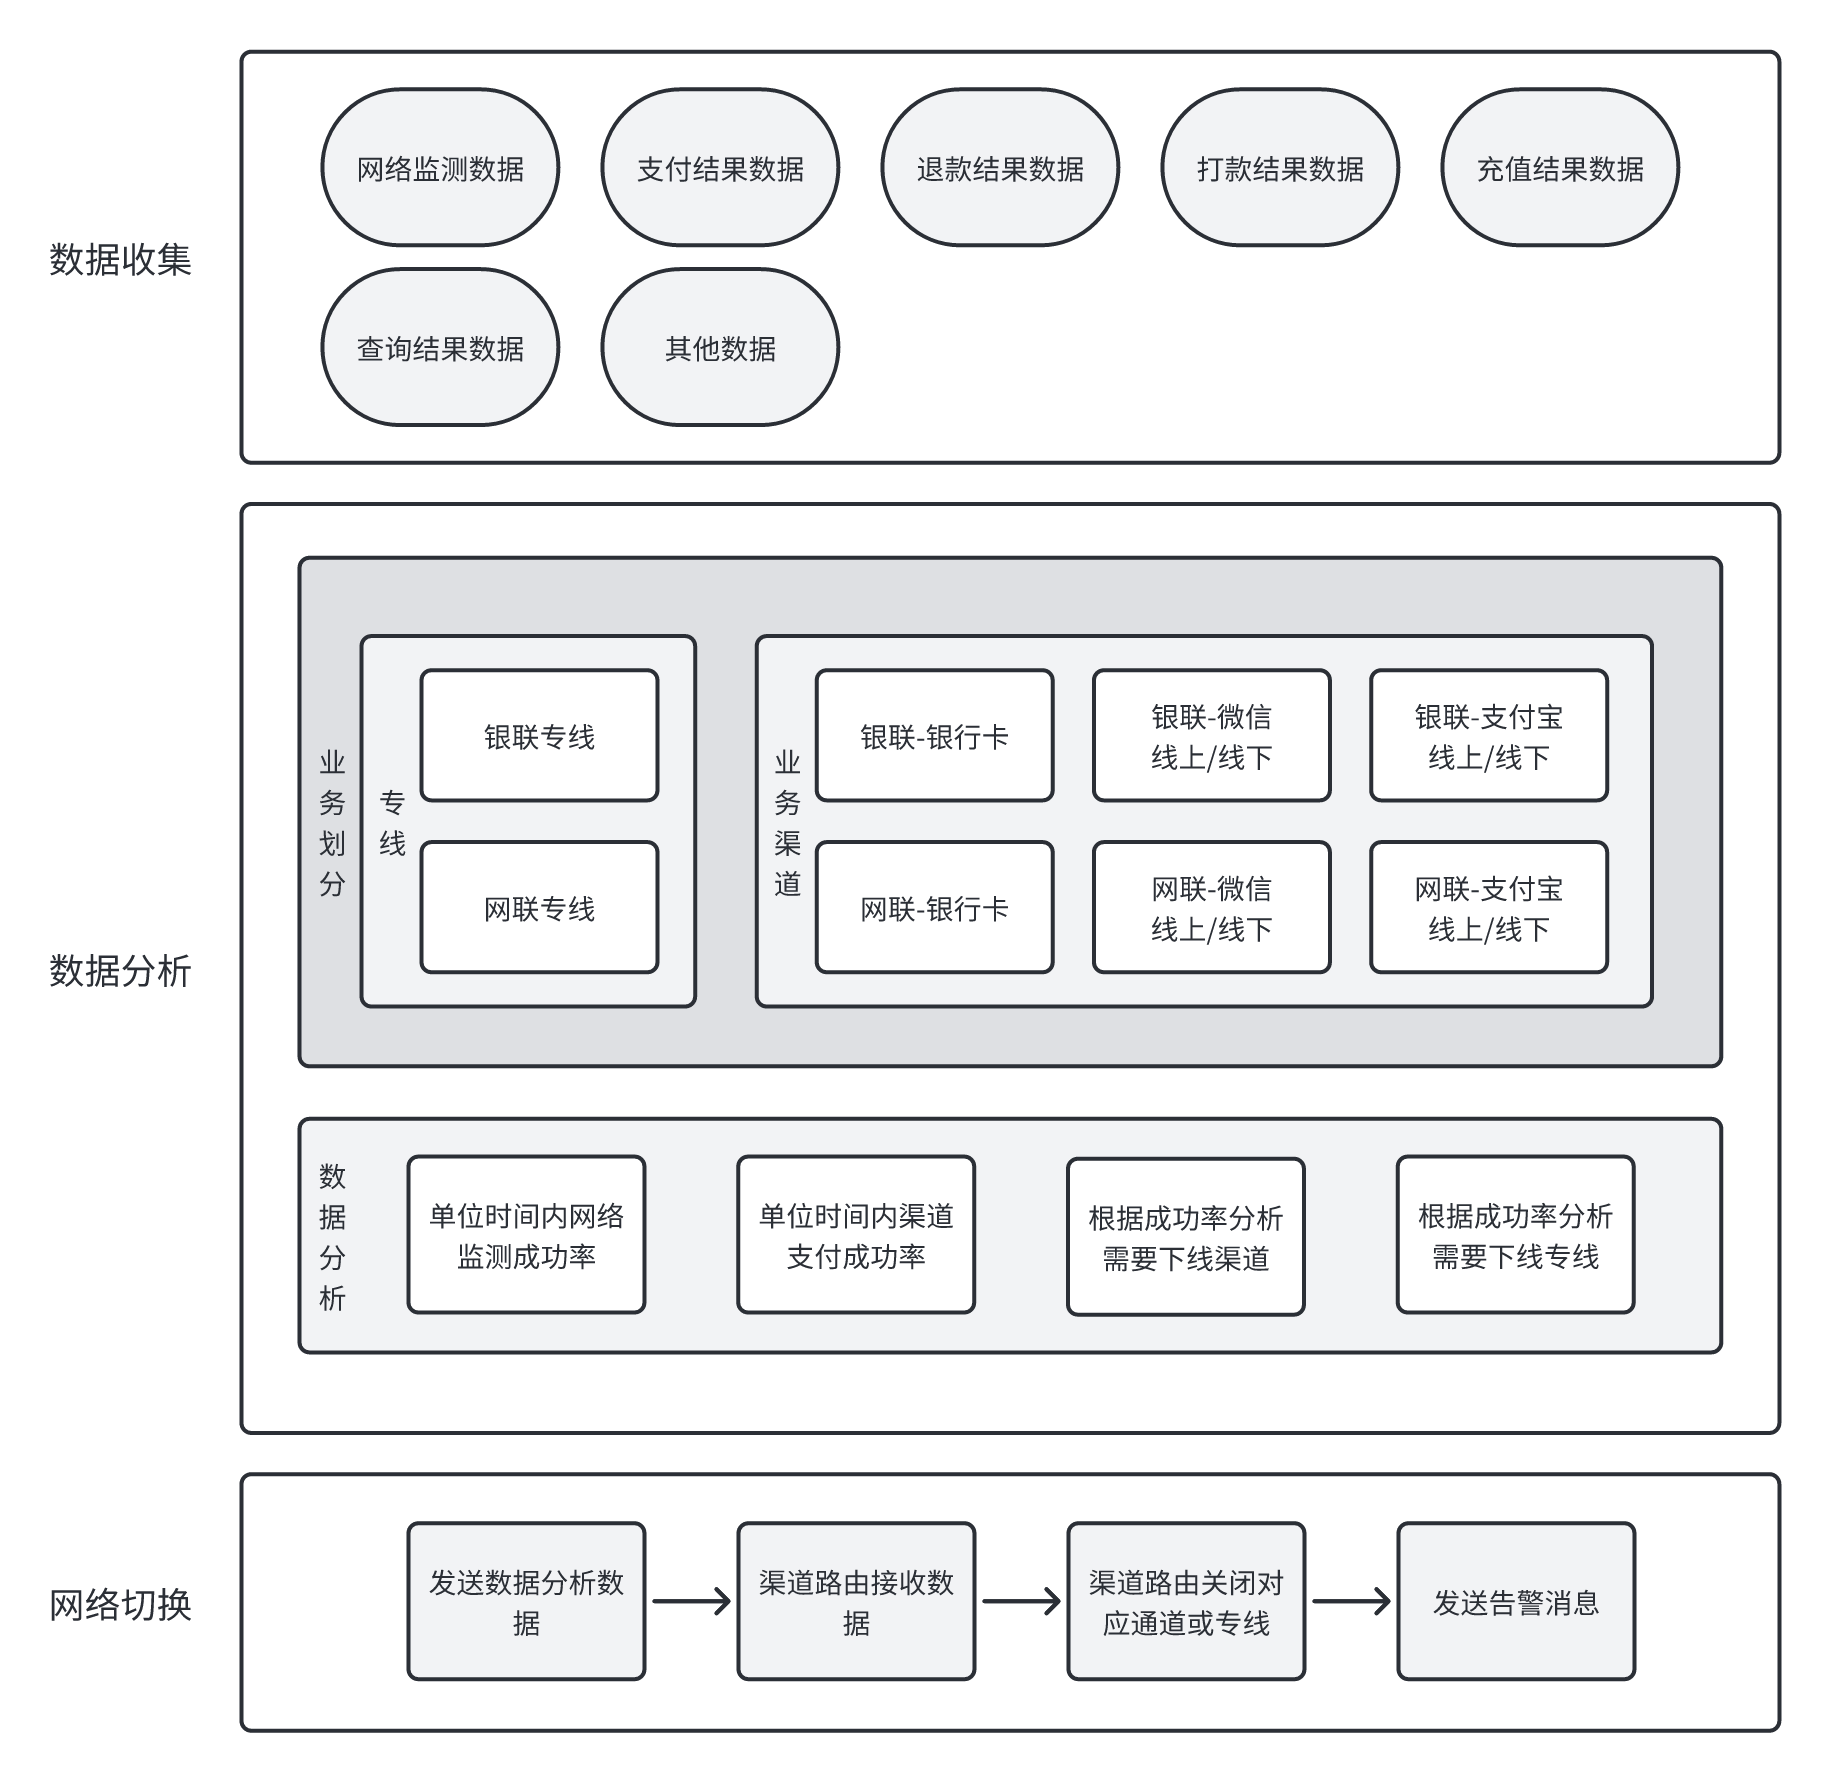 数据收集
网络监测数据
支付结果数据
退款结果数据
打款结果数据
充值结果数据
查询结果数据
其他数据
数据分析
业
务
划
分
专
线
银联专线
网联专线
业
务
渠
道
银联-银行卡
银联-微信
线上/线下
银联-支付宝
线上/线下
网联-银行卡
网联-微信
线上/线下
网联-支付宝
线上/线下
数
据
分
析
单位时间内网络
监测成功率
单位时间内渠道
支付成功率
根据成功率分析
需要下线渠道
根据成功率分析
需要下线专线
网络切换
发送数据分析数
据
渠道路由接收数
据
渠道路由关闭对
应通道或专线
发送告警消息